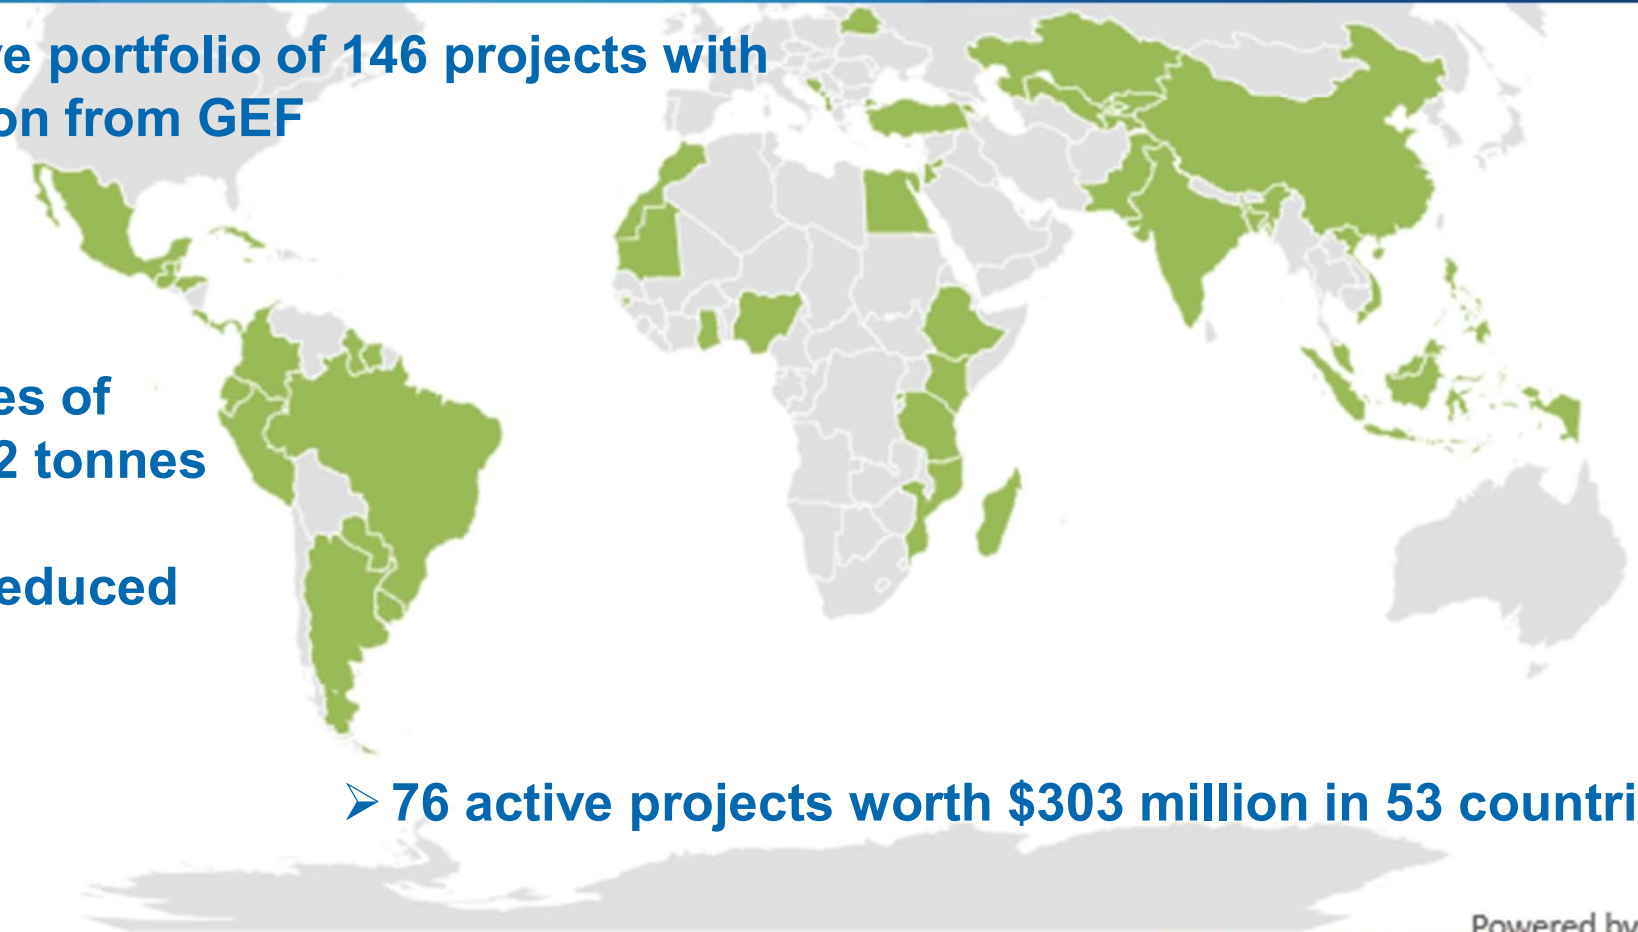 ve portfolio of 146 projects with
on from GEF
es of
2 tonnes
educed
➢ 76 active projects worth $303 million in 53 countri
Powered by